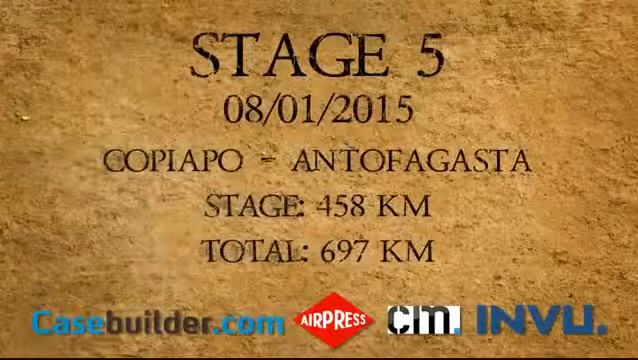 STAGE 5
08/01/2015
COPIAPO - ANTOFAGASTA
STAGE: 458 KM
TOTAL: 697 KM
Casebuilder.com AIRPRESS cm. INVU.